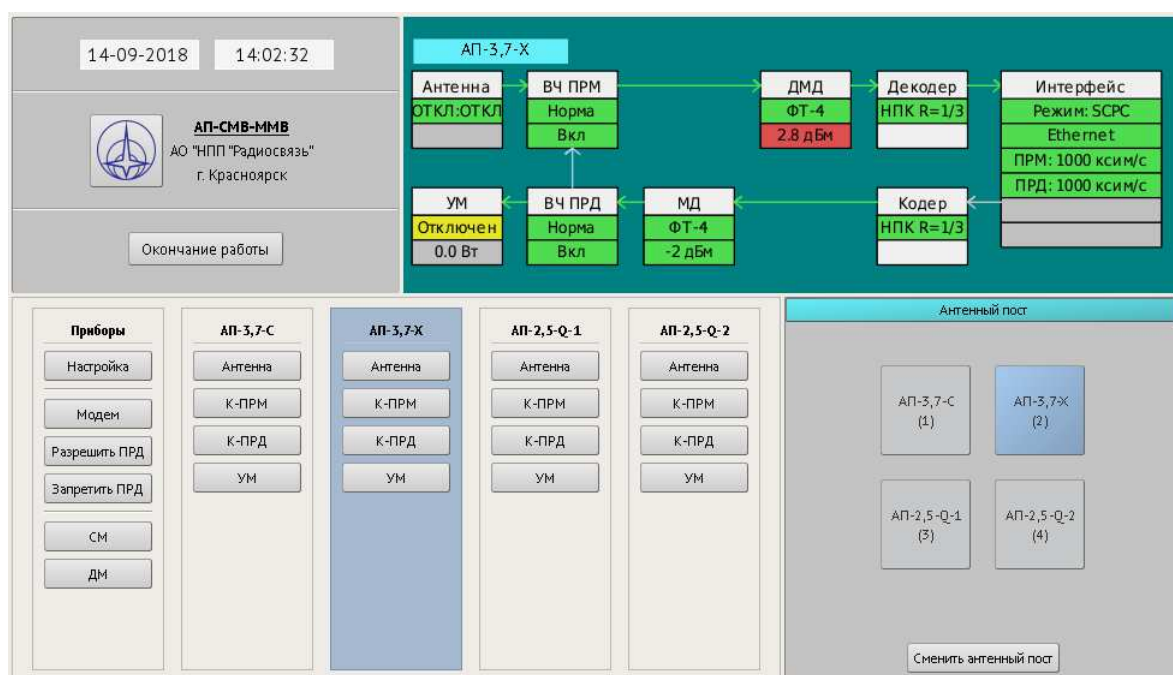 14-09-2018 14:02:32
АП-СМВ-ММВ
АО "НПП "Радиосвязь"
г. Красноярск
Окончание работы
АП-3,7-X
Антенна
ОТКЛ:ОТКЛ
ВЧ ПРМ
Норма
Вкл
ДМД
ФТ-4
2.8 дБм
Декодер
НПК R=1/3
Интерфейс
Режим: SCPC
Ethernet
ПРМ: 1000 ксим/с
ПРД: 1000 ксим/с
УМ
Отключен
0.0 Вт
ВЧ ПРД
Норма
Вкл
МД
ФТ-4
-2 дБм
Кодер
НПК R=1/3
Приборы
Настройка
Модем
Разрешить ПРД
Запретить ПРД
СМ
ДМ
АП-3,7-C
Антенна
К-ПРМ
К-ПРД
УМ
АП-3,7-X
Антенна
К-ПРМ
К-ПРД
УМ
АП-2,5-Q-1
Антенна
К-ПРМ
К-ПРД
УМ
АП-2,5-Q-2
Антенна
К-ПРМ
К-ПРД
УМ
Антенный пост
АП-3,7-C
(1)
АП-3,7-X
(2)
АП-2,5-Q-1
(3)
АП-2,5-Q-2
(4)
Сменить антенный пост